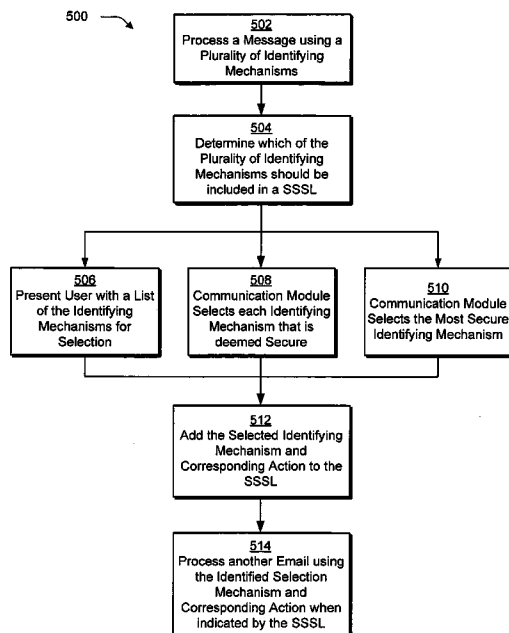 500
502
Process a Message using a
Plurality of Identifying
Mechanisms
504
Determine which of the
Plurality of Identifying
Mechanisms should be
included in a SSSL
506
Present User with a List
of the Identifying
Mechanisms for
Selection
508
Communication Module
Selects each Identifying
Mechanism that is
deemed Secure
510
Communication Module
Selects the Most Secure
Identifying Mechanism
512
Add the Selected Identifying
Mechanism and
Corresponding Action to the
SSSL
514
Process another Email using
the Identified Selection
Mechanism and
Corresponding Action when
indicated by the SSSL